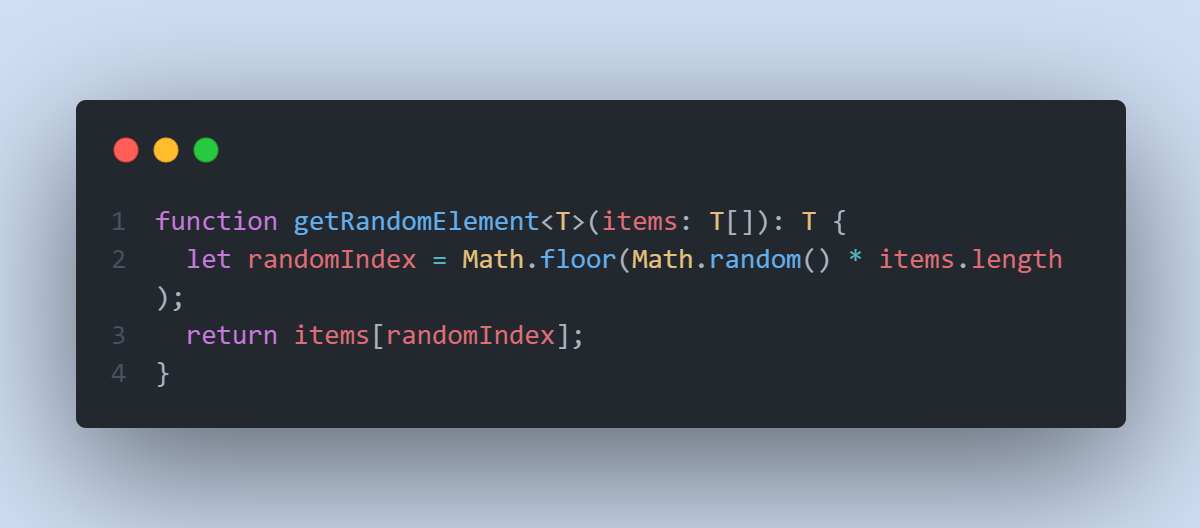 1 function getRandomElement<T>(items: T[]): T {
2   let randomIndex = Math.floor(Math.random() * items.length
);
3   return items[randomIndex];
4 }